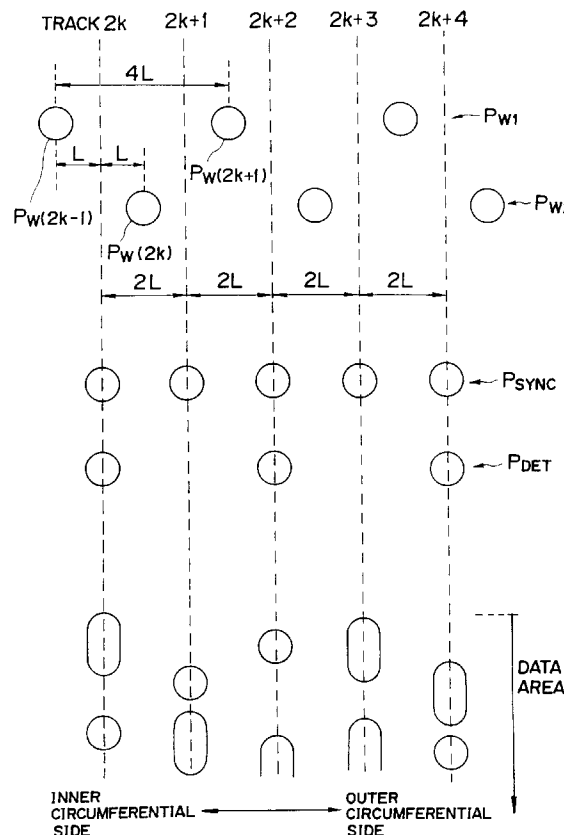 TRACK 2k 2k+1 2k+2 2k+3 2k+4
4L
PW1
L L
PW(2k+1)
PW(2k-1)
PW(2k)
2L 2L 2L 2L
PSYNC
PDET
DATA
AREA
INNER
CIRCUMFERENTIAL
SIDE
OUTER
CIRCUMFERENTIAL
SIDE